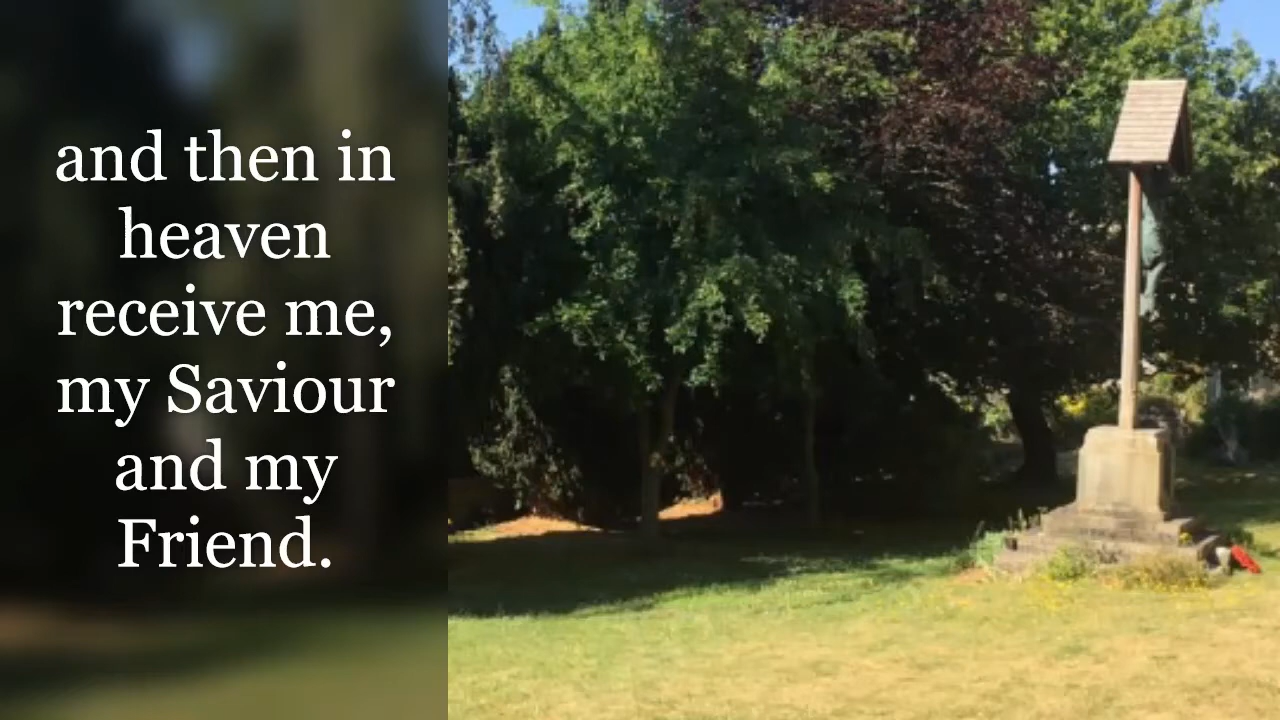 and then in
heaven
receive me,
my Saviour
and my
Friend.